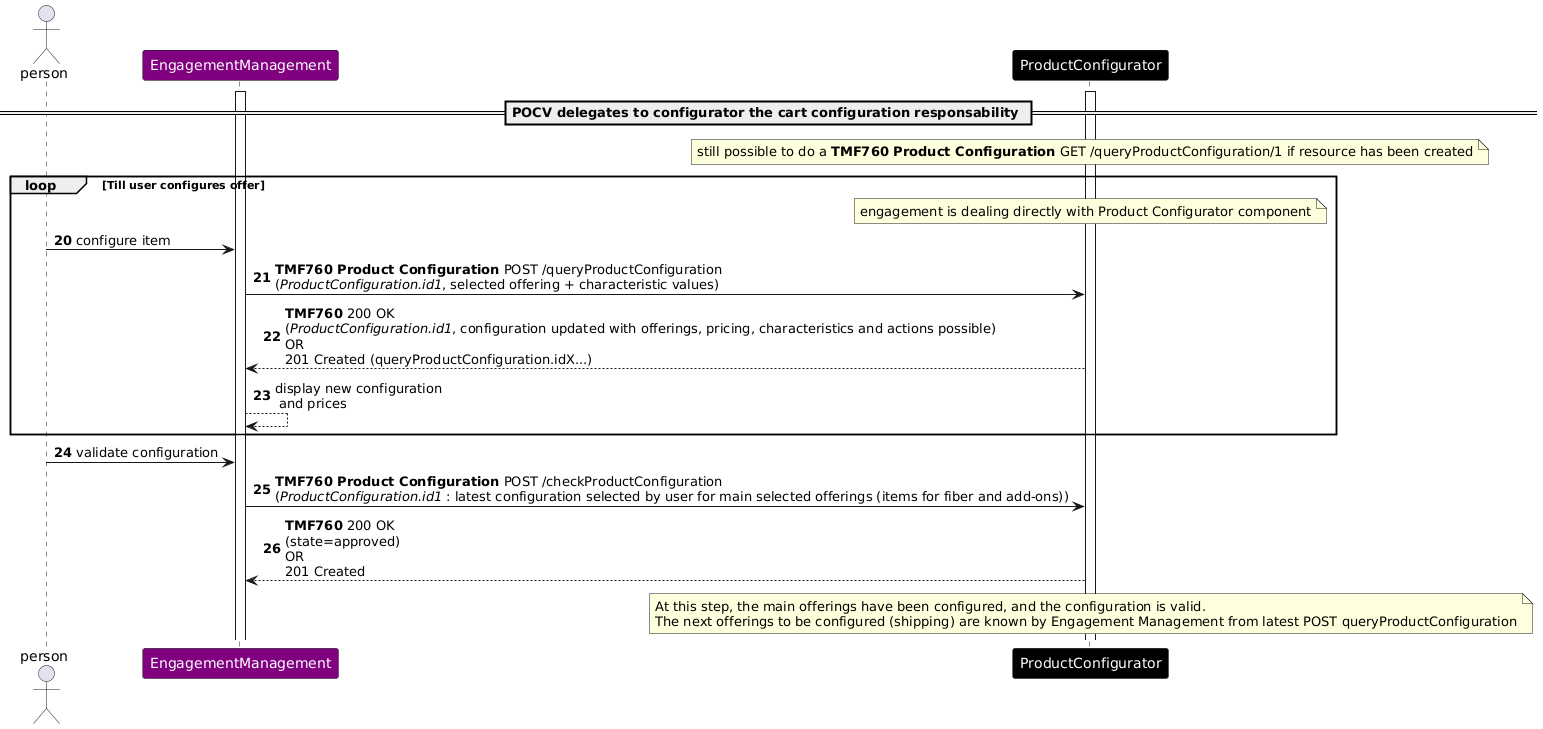 person
EngagementManagement
ProductConfigurator
POCV delegates to configurator the cart configuration responsability
still possible to do a TMF760 Product Configuration GET /queryProductConfiguration/1 if resource has been created
loop [Till user configures offer]
engagement is dealing directly with Product Configurator component
20 configure item
21 TMF760 Product Configuration POST /queryProductConfiguration
(ProductConfiguration.id1, selected offering + characteristic values)
22 TMF760 200 OK
(ProductConfiguration.id1, configuration updated with offerings, pricing, characteristics and actions possible)
OR
201 Created (queryProductConfiguration.idX...)
23 display new configuration
and prices
24 validate configuration
25 TMF760 Product Configuration POST /checkProductConfiguration
(ProductConfiguration.id1 : latest configuration selected by user for main selected offerings (items for fiber and add-ons))
26 TMF760 200 OK
(state=approved)
OR
201 Created
At this step, the main offerings have been configured, and the configuration is valid.
The next offerings to be configured (shipping) are known by Engagement Management from latest POST queryProductConfiguration
person
EngagementManagement
ProductConfigurator